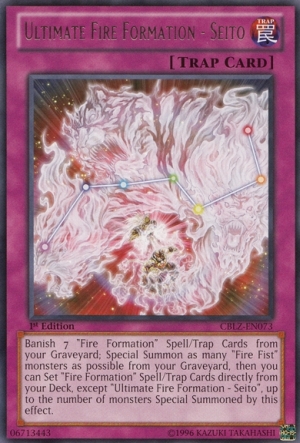 ULTIMATE FIRE FORMATION - SEITO
TRAP
罠
[TRAP CARD]
1st Edition
CBLZ-EN073
Banish 7 "Fire Formation" Spell/Trap Cards from
your Graveyard; Special Summon as many "Fire Fist"
monsters as possible from your Graveyard, then you
can Set "Fire Formation" Spell/Trap Cards directly from
your Deck, except "Ultimate Fire Formation - Seito", up
to the number of monsters Special Summoned by this
effect.
06713443
©1996 KAZUKI TAKAHASHI